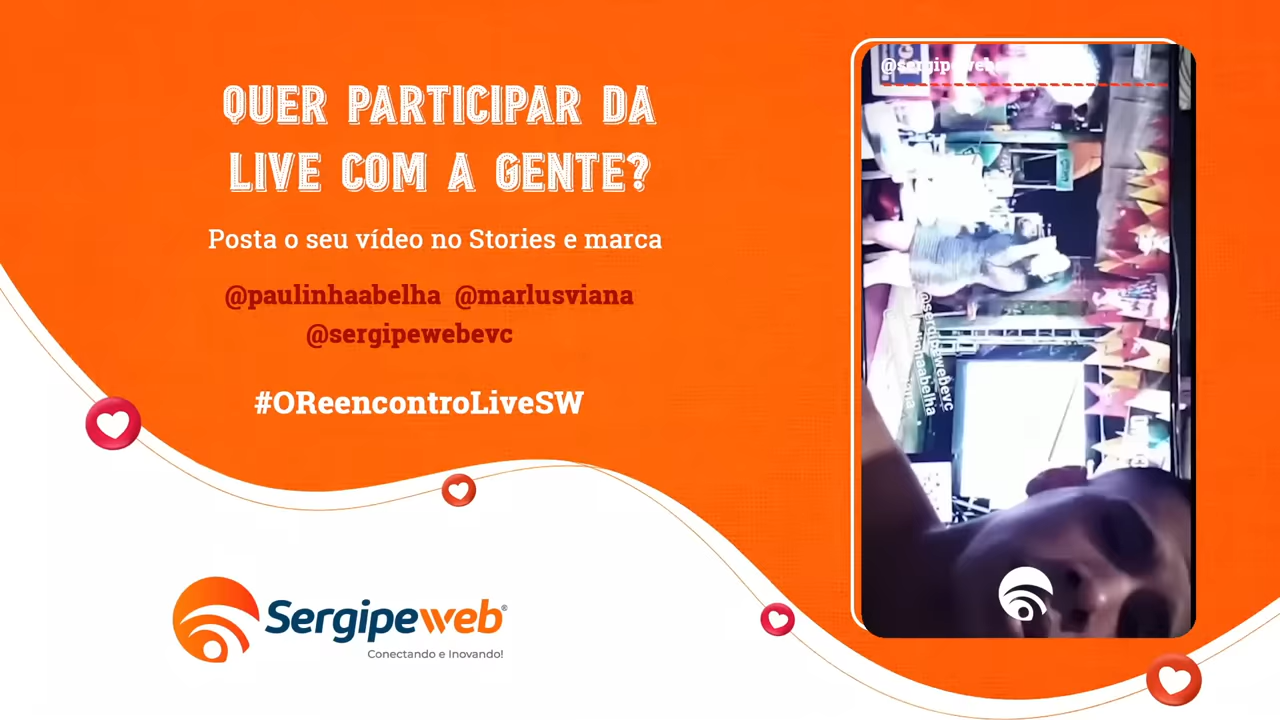 QUER PARTICIPAR DA
LIVE COM A GENTE?
Posta o seu vídeo no Stories e marca
@paulinhaabelha @marlusviana
@sergipewebevc
#OReencontroLiveSW
Sergipeweb®
Conectando e Inovando!
@sergipewebevc